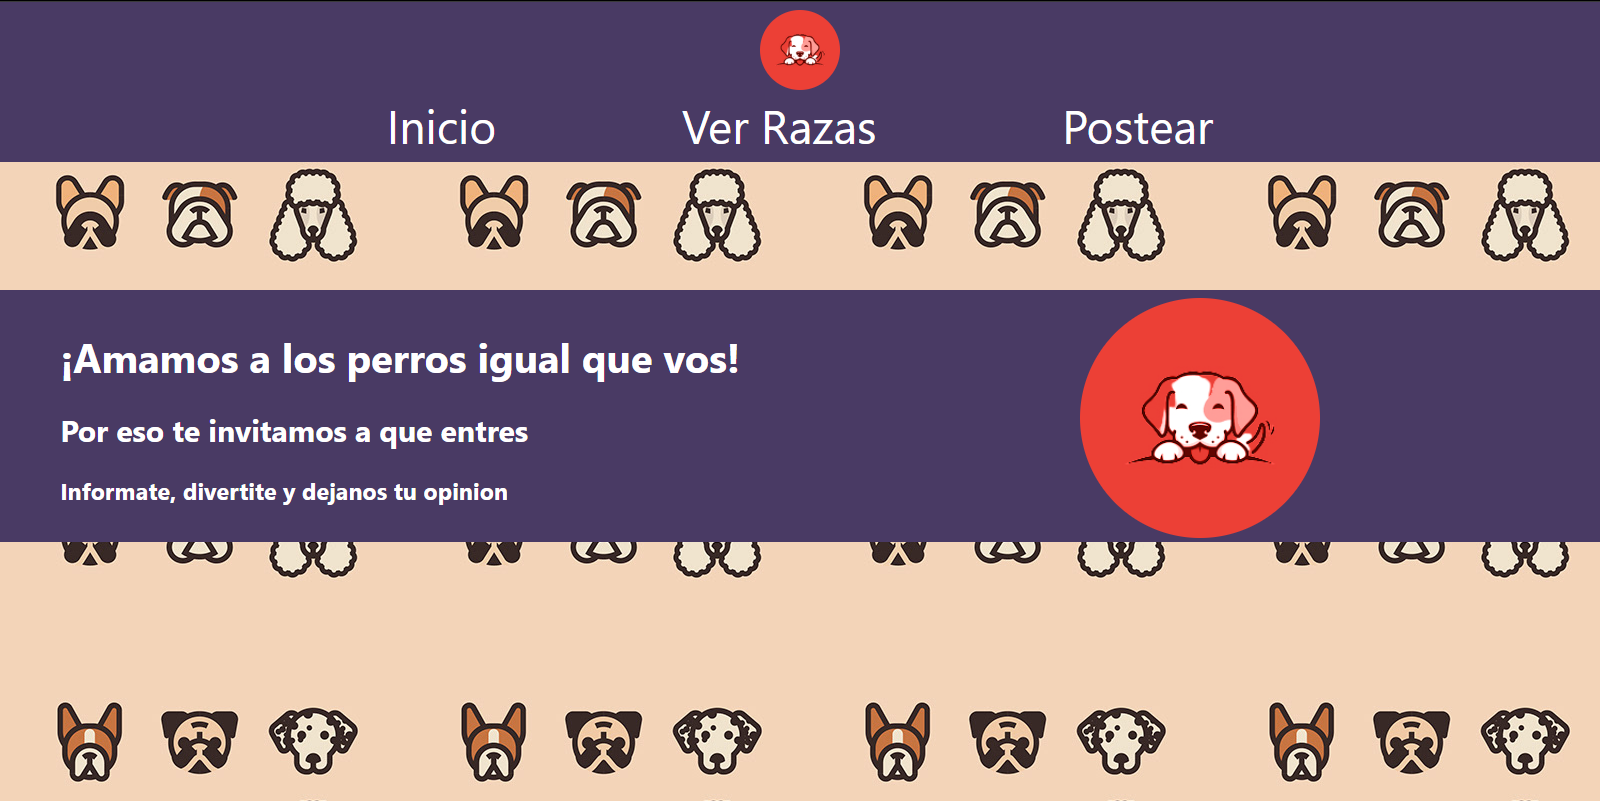 Inicio Ver Razas Postear
¡Amamos a los perros igual que vos!
Por eso te invitamos a que entres
Informate, divertite y dejanos tu opinion